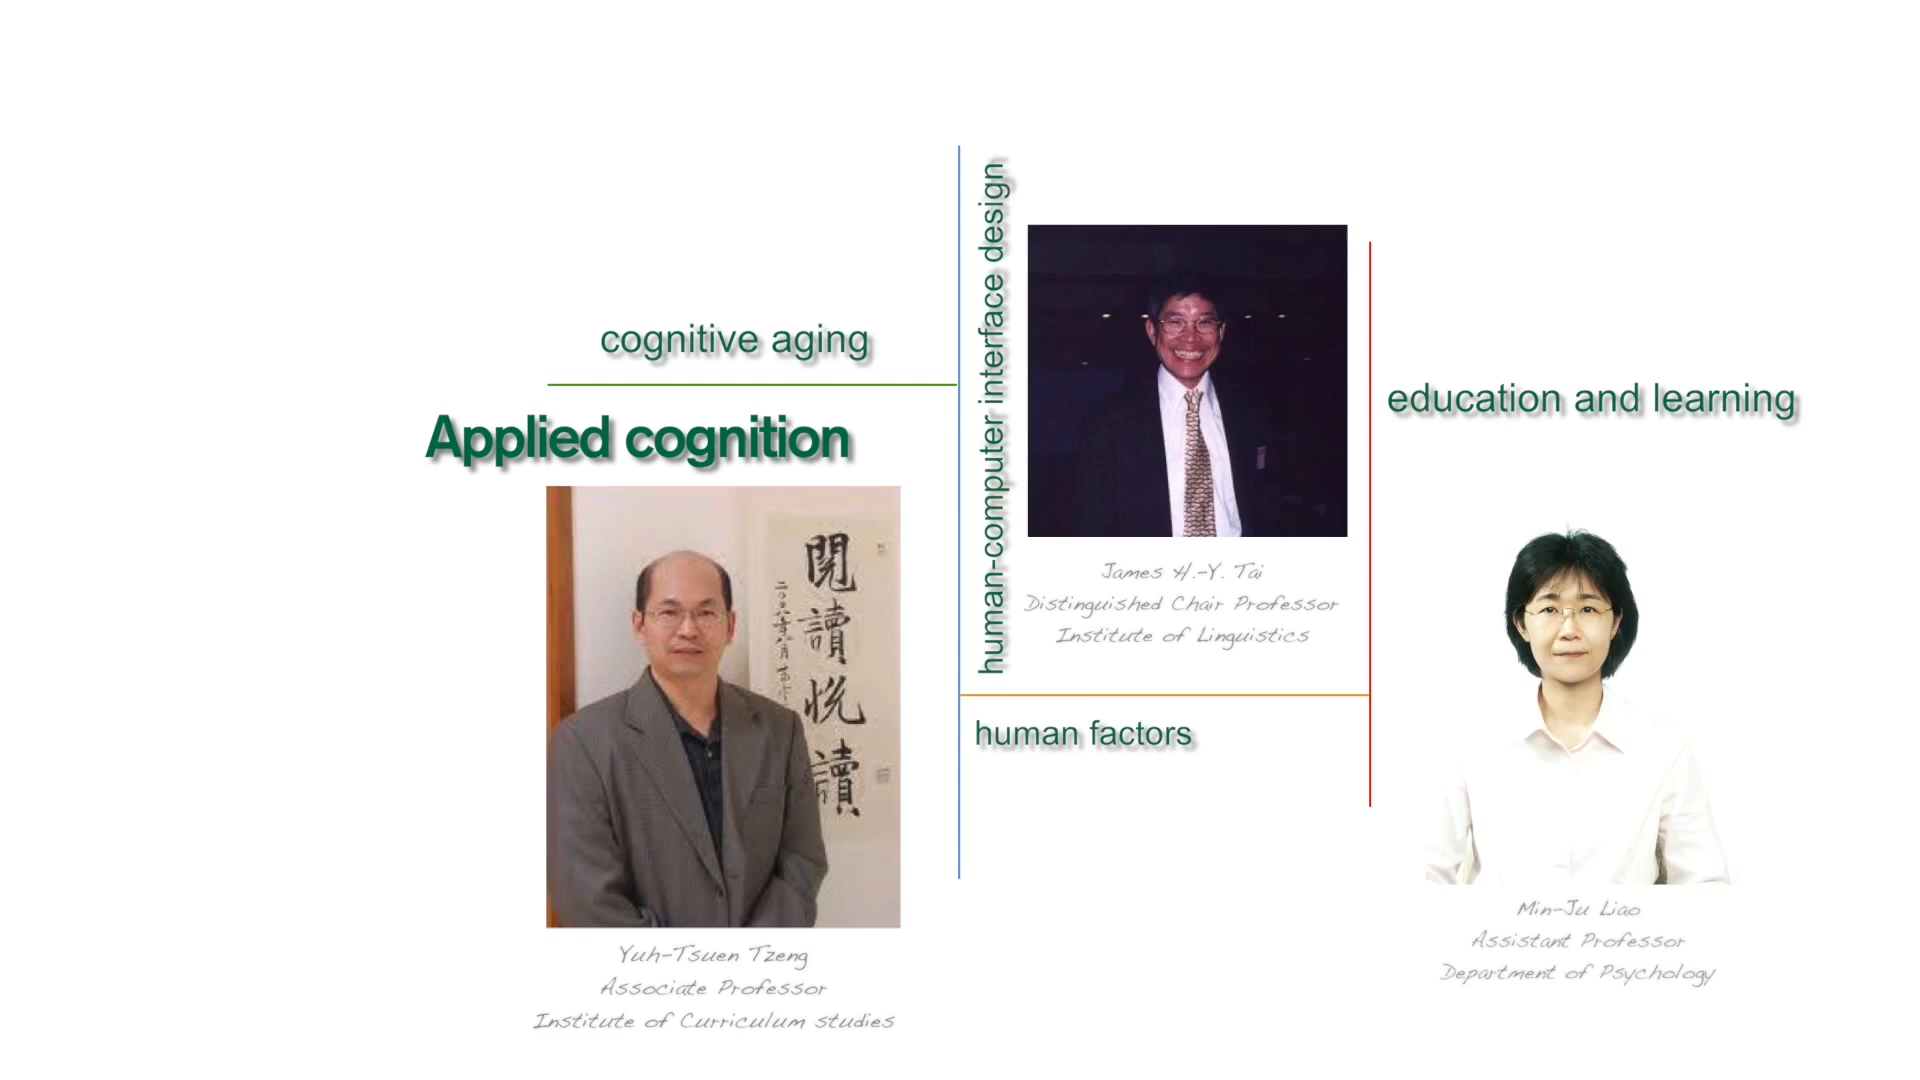 cognitive aging
Applied cognition
閱讀悅讀
Yuh-Tsuen Tzeng
Associate Professor
Institute of Curriculum studies
human-computer interface design
James H.-Y. Tai
Distinguished Chair Professor
Institute of Linguistics
human factors
education and learning
Min-Ju Liao
Assistant Professor
Department of Psychology